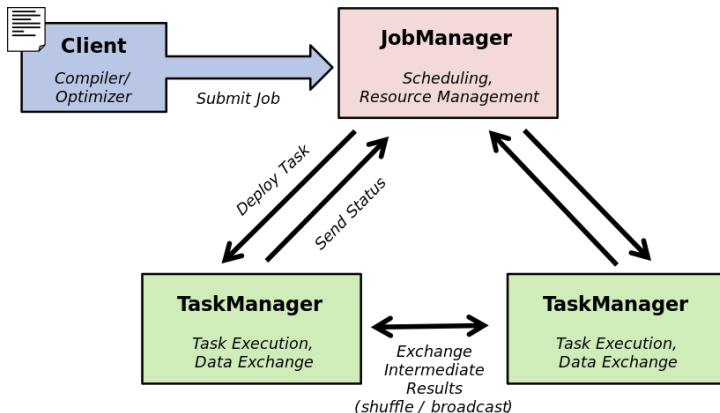 Client
Compiler/
Optimizer
Submit Job
JobManager
Scheduling,
Resource Management
Deploy Task
Send Status
TaskManager
Task Execution,
Data Exchange
Exchange
Intermediate
Results
(shuffle / broadcast)
TaskManager
Task Execution,
Data Exchange